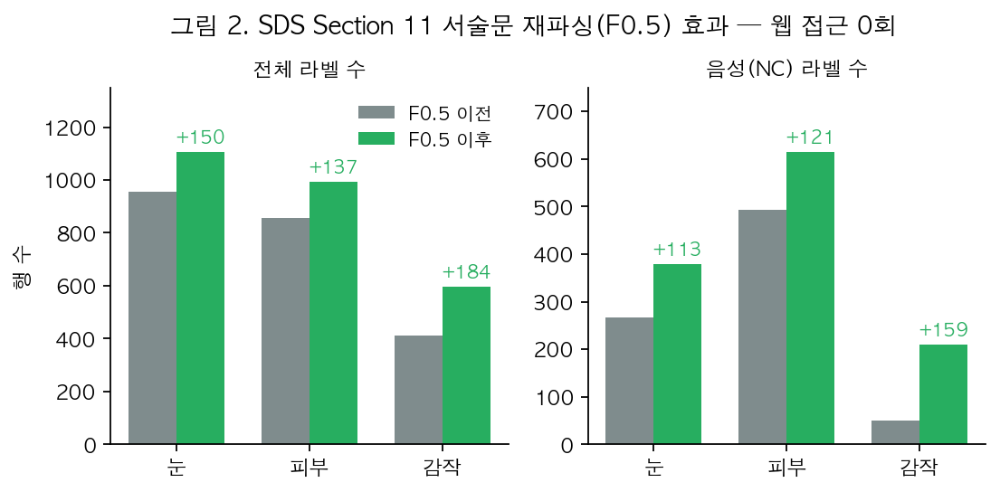 그림 2. SDS Section 11 서술문 재파싱(F0.5) 효과 — 웹 접근 0회
전체 라벨 수
행 수
1200
1000
800
600
400
200
0
F0.5 이전
F0.5 이후
+150
+137
+184
눈
피부
감작
음성(NC) 라벨 수
700
600
500
400
300
200
100
0
+113
+121
+159
눈
피부
감작